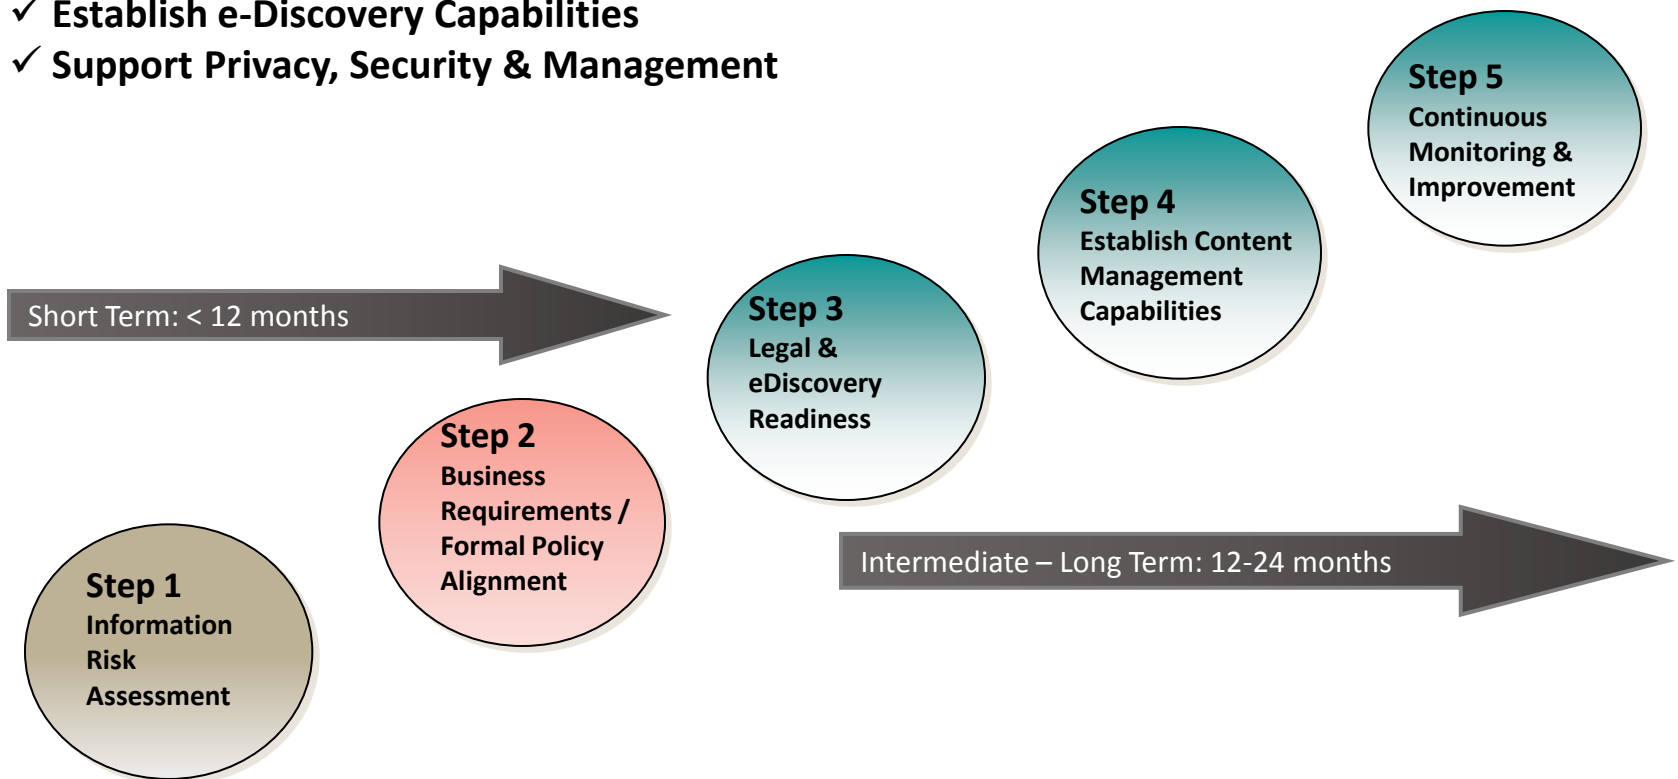 ✓ Establish e-Discovery Capabilities
✓ Support Privacy, Security & Management
Step 5
Continuous
Monitoring &
Improvement
Step 4
Establish Content
Management
Capabilities
Short Term: < 12 months
Step 3
Legal &
eDiscovery
Readiness
Step 2
Business
Requirements /
Formal Policy
Alignment
Intermediate – Long Term: 12-24 months
Step 1
Information
Risk
Assessment